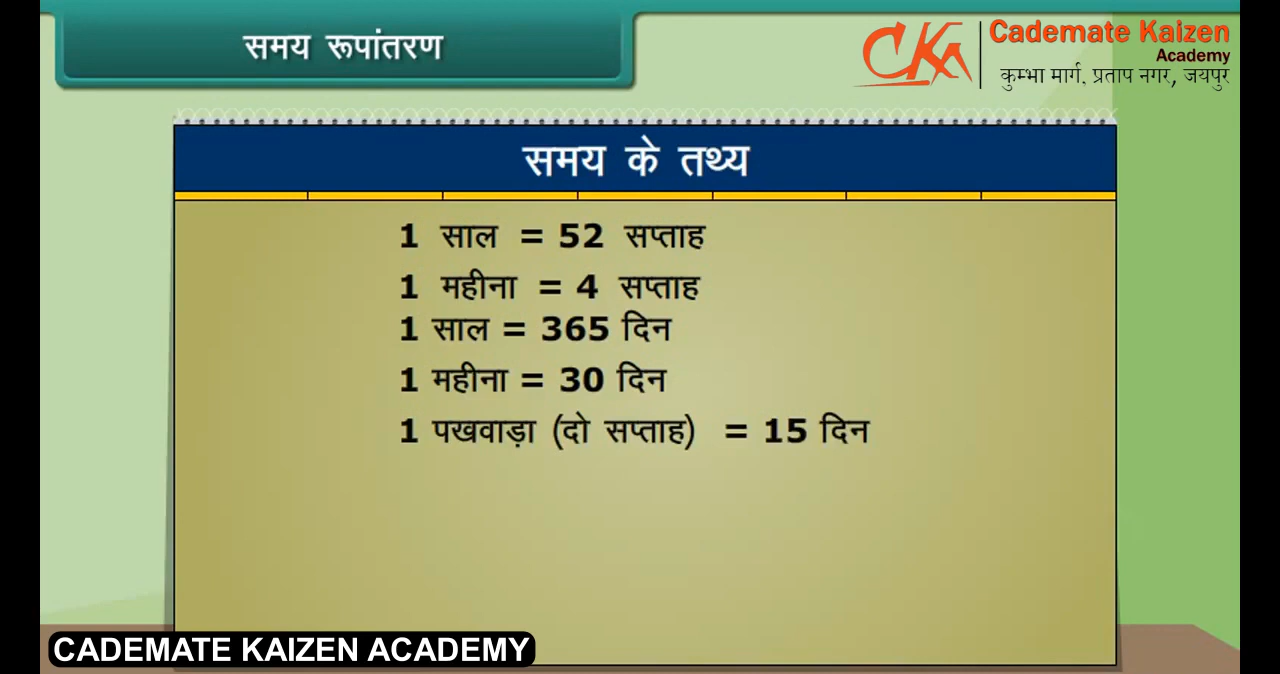 समय रूपांतरण
Cademate Kaizen
Academy
कुम्भा मार्ग, प्रताप नगर, जयपुर
CKA
समय के तथ्य
1 साल = 52 सप्ताह
1 महीना = 4 सप्ताह
1 साल = 365 दिन
1 महीना = 30 दिन
1 पखवाड़ा (दो सप्ताह) = 15 दिन
CADEMATE KAIZEN ACADEMY